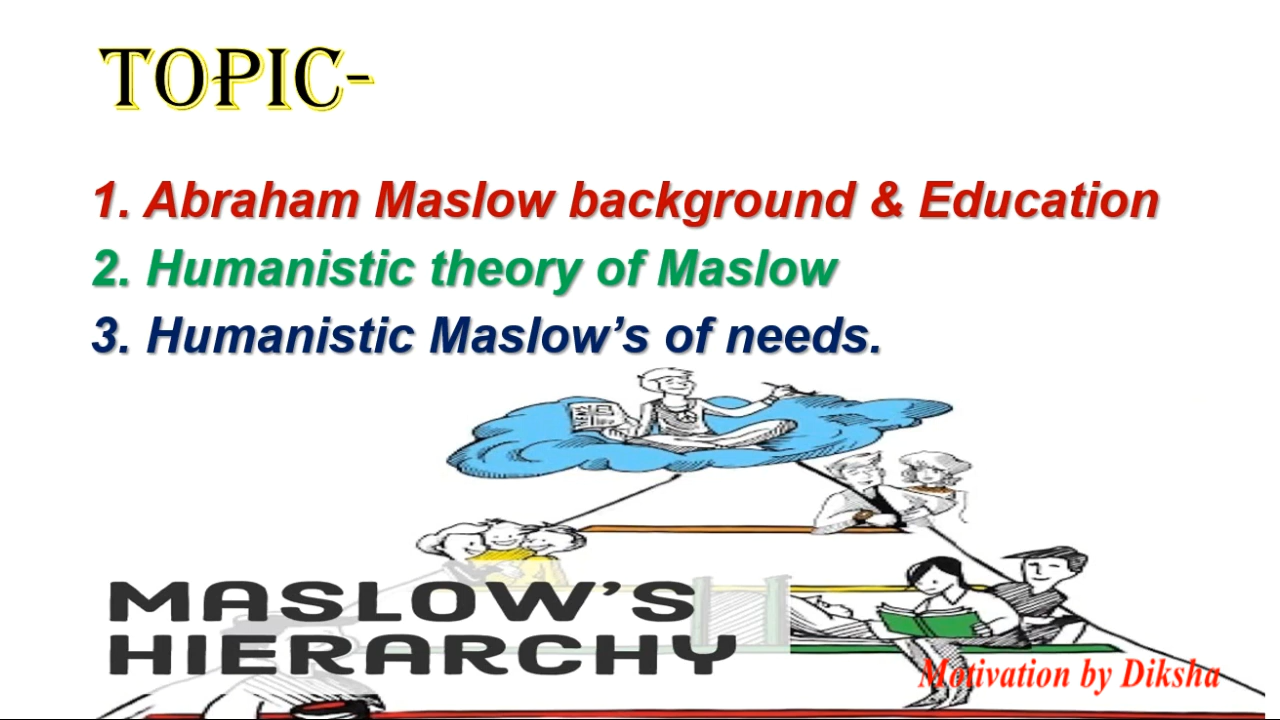 TOPIC-
1. Abraham Maslow background & Education
2. Humanistic theory of Maslow
3. Humanistic Maslow’s of needs.
NEWS
MASLOW’S
HIERARCHY
Motivation by Diksha